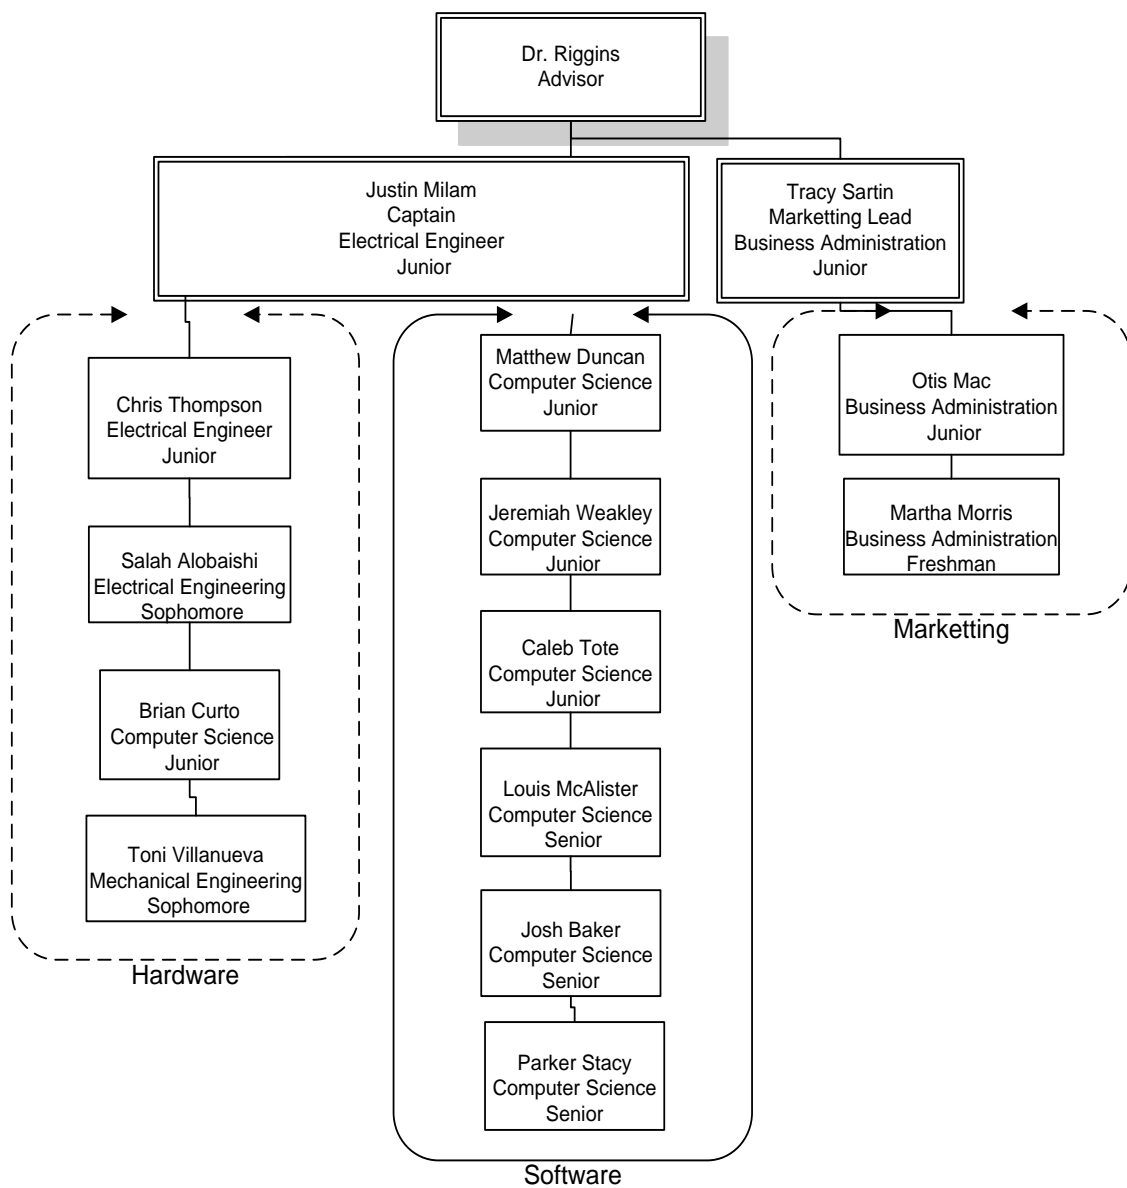 Dr. Riggins
Advisor
Justin Milam
Captain
Electrical Engineer
Junior
Tracy Sartin
Marketting Lead
Business Administration
Junior
Chris Thompson
Electrical Engineer
Junior
Salah Alobaishi
Electrical Engineering
Sophomore
Brian Curto
Computer Science
Junior
Toni Villanueva
Mechanical Engineering
Sophomore
Hardware
Matthew Duncan
Computer Science
Junior
Jeremiah Weakley
Computer Science
Junior
Caleb Tote
Computer Science
Junior
Louis McAlister
Computer Science
Senior
Josh Baker
Computer Science
Senior
Parker Stacy
Computer Science
Senior
Software
Otis Mac
Business Administration
Junior
Martha Morris
Business Administration
Freshman
Marketting